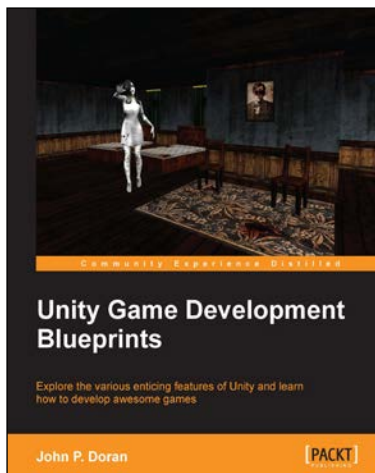 Community Experience Distilled
Unity Game Development
Blueprints
Explore the various enticing features of Unity and learn
how to develop awesome games
John P. Doran
[PACKT]
PUBLISHING